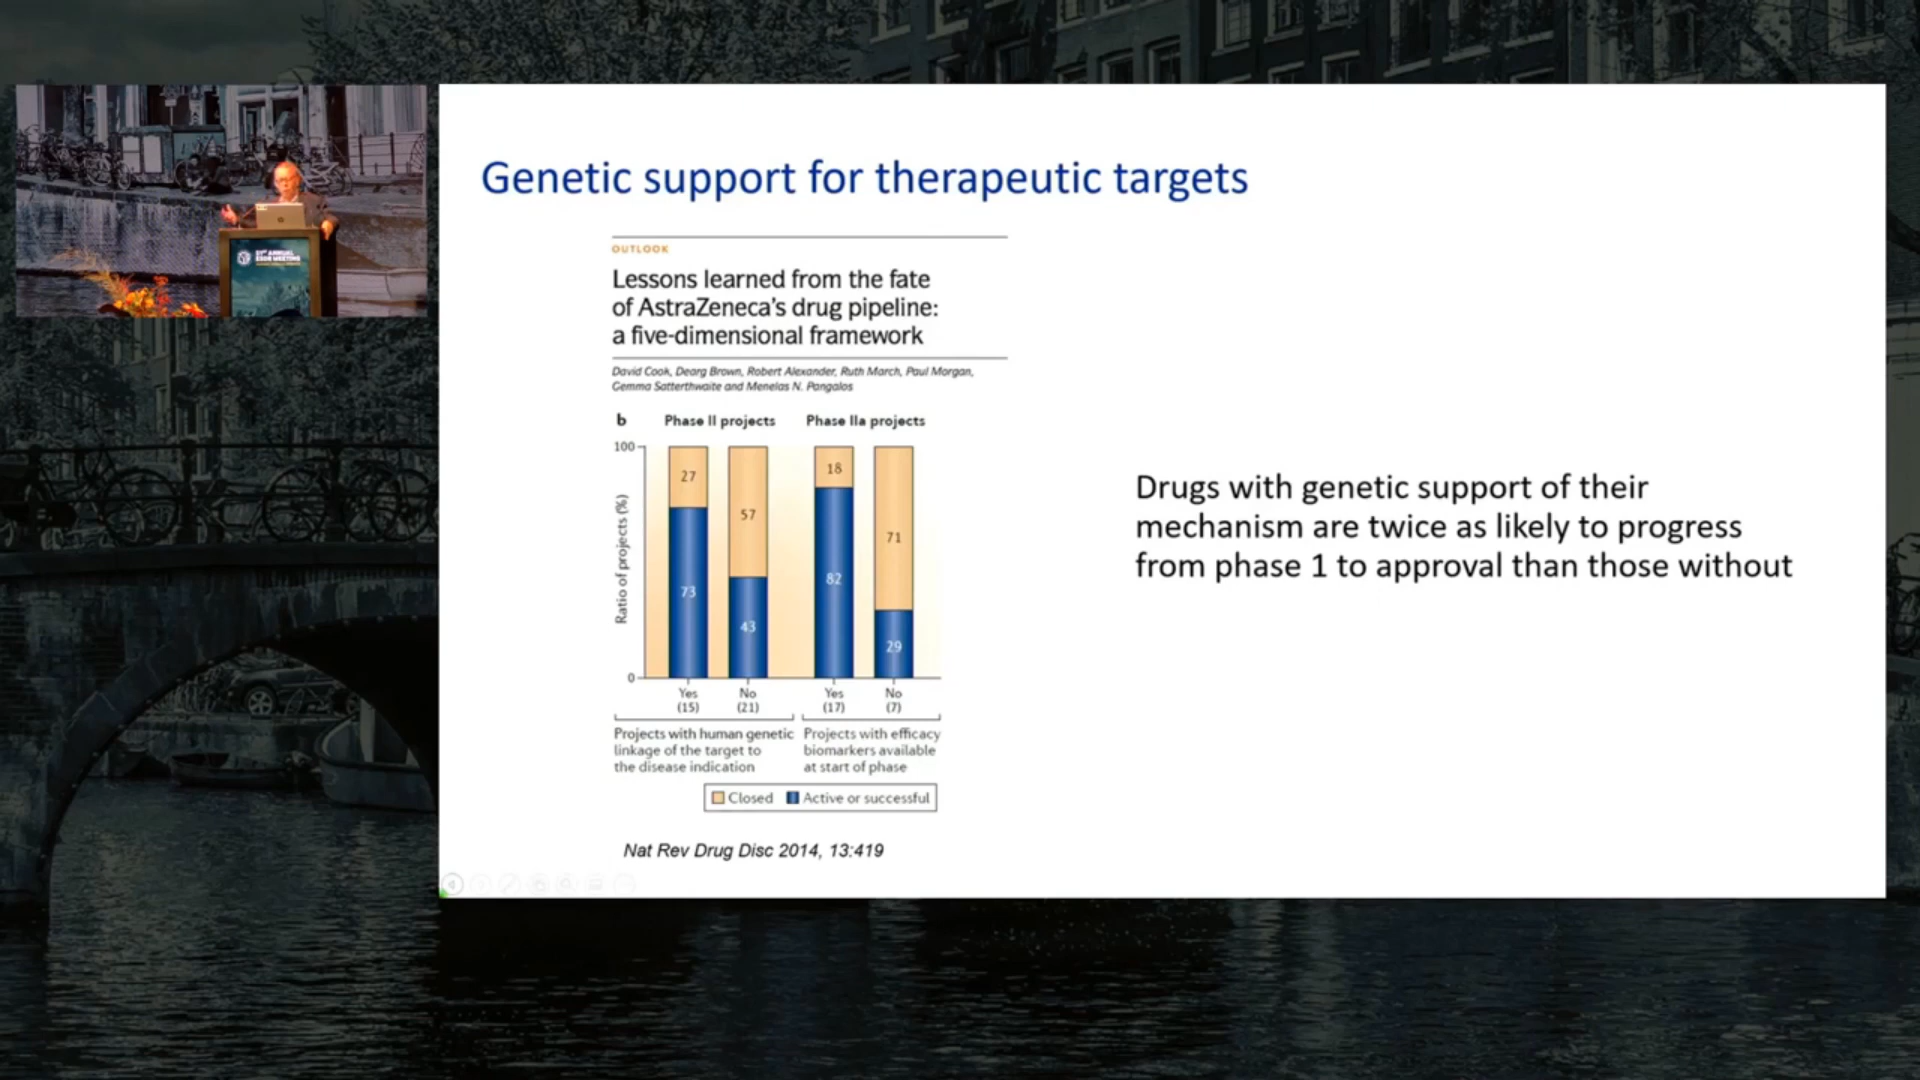 Genetic support for therapeutic targets
OUTLOOK
Lessons learned from the fate
of AstraZeneca's drug pipeline:
a five-dimensional framework
David Cook, Dearg Brown, Robert Alexander, Ruth March, Paul Morgan,
Gemma Satterthwaite and Menelas N. Pangalos
b Phase II projects Phase IIa projects
100
Ratio of projects (%)
0
27
73
57
43
18
82
71
29
Yes No Yes No
(15) (21) (17) (7)
Projects with human genetic
linkage of the target to
the disease indication
Projects with efficacy
biomarkers available
at start of phase
Closed Active or successful
Nat Rev Drug Disc 2014, 13:419
Drugs with genetic support of their
mechanism are twice as likely to progress
from phase 1 to approval than those without
51ST ANNUAL
ESDR MEETING